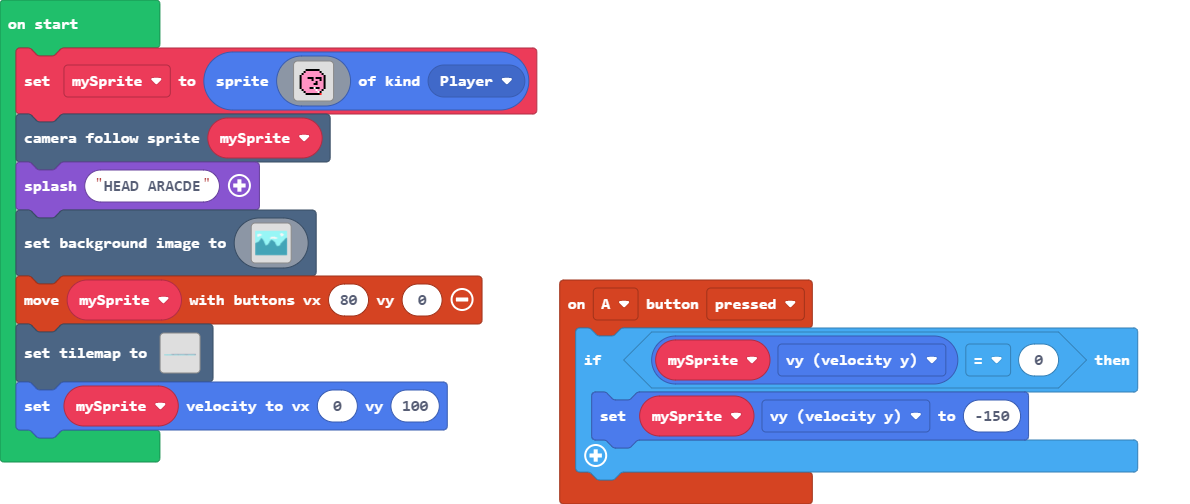 on start
set mySprite to sprite of kind Player
camera follow sprite mySprite
splash "HEAD ARACDE"
set background image to
move mySprite with buttons vx 80 vy 0
set tilemap to
set mySprite velocity to vx 0 vy 100
on A button pressed
if mySprite vy (velocity y) = 0 then
set mySprite vy (velocity y) to -150